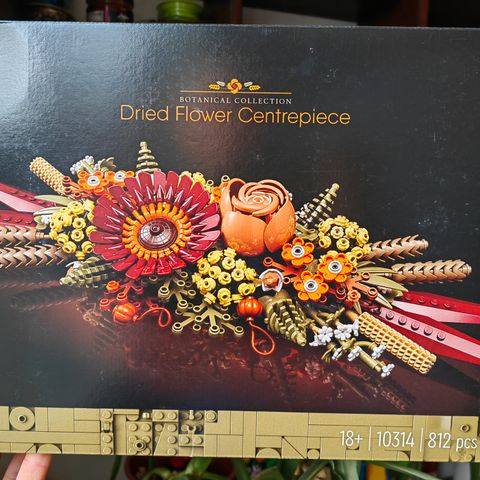 BOTANICAL COLLECTION
Dried Flower Centrepiece
18+ | 10314 | 812 pcs